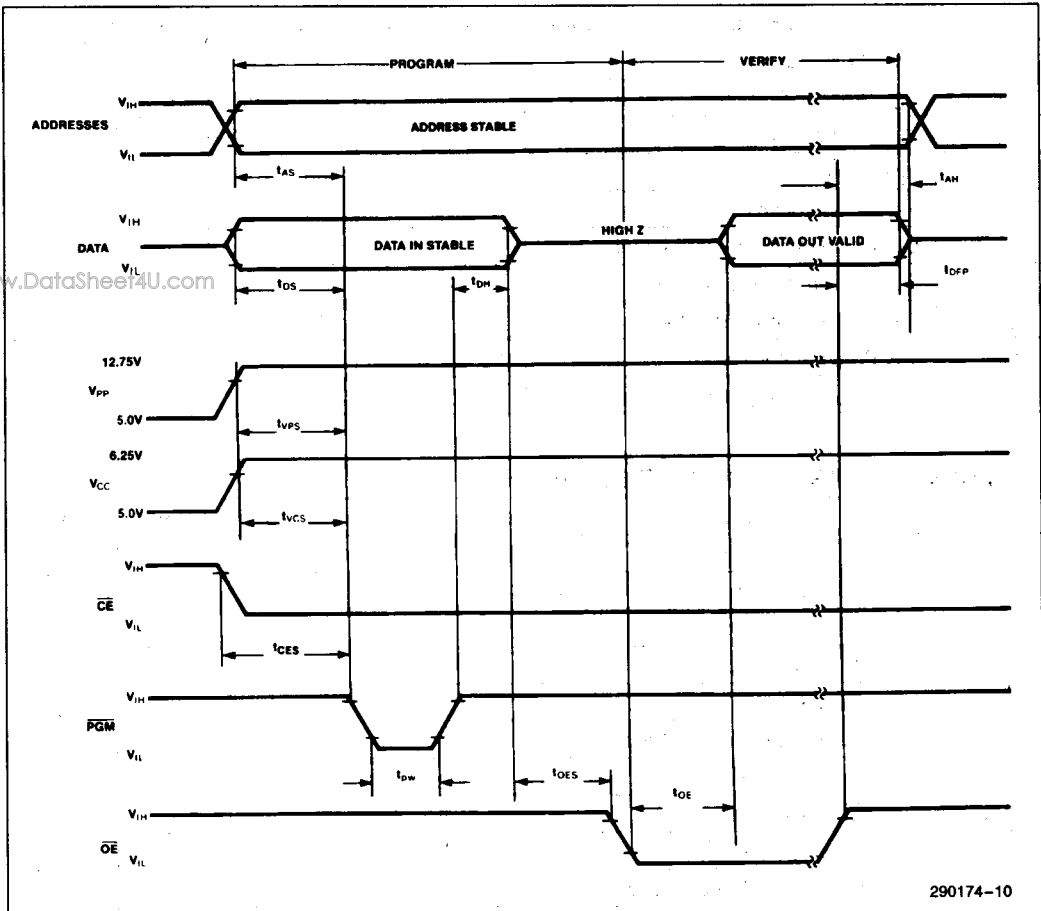 PROGRAM VERIFY
VIH
ADDRESSES ADDRESS STABLE
VIL
tAS tAH
VIH HIGH Z
DATA DATA IN STABLE DATA OUT VALID
VIL
w.DataSheet4U.com tDS tDH tDFP
12.75V
VPP
5.0V tVPS
6.25V
VCC
5.0V tVCS
VIH
CE
VIL
tCES
VIH
PGM
VIL
tPW tOES tOE
VIH
OE
VIL
290174-10